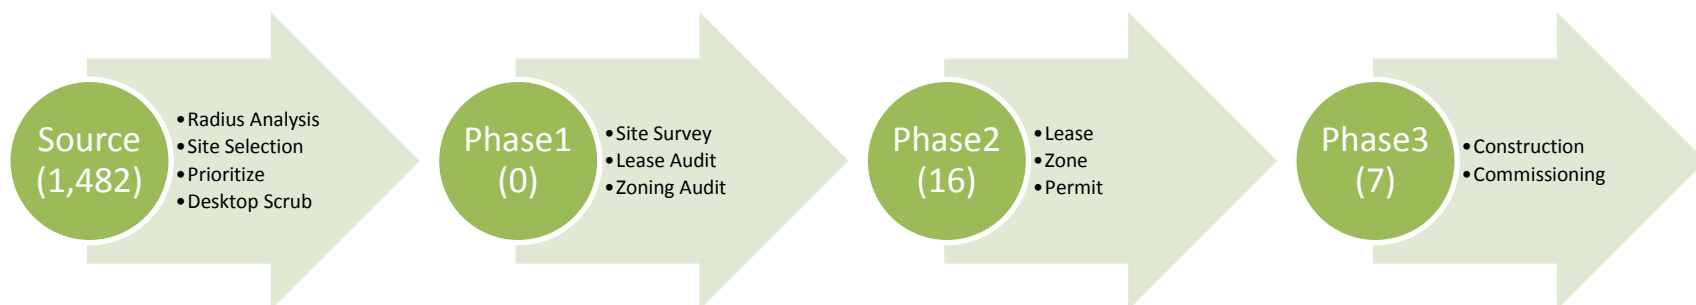 Source
(1,482)
• Radius Analysis
• Site Selection
• Prioritize
• Desktop Scrub
Phase1
(0)
• Site Survey
• Lease Audit
• Zoning Audit
Phase2
(16)
• Lease
• Zone
• Permit
Phase3
(7)
• Construction
• Commissioning